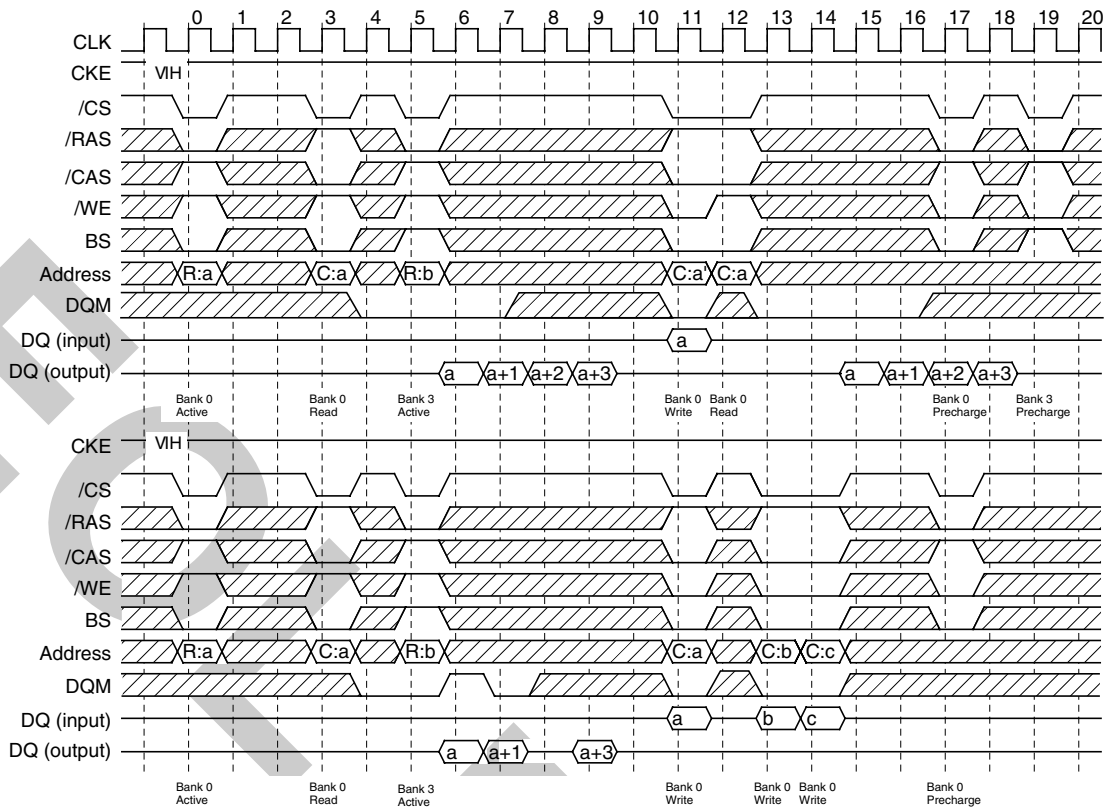 0 1 2 3 4 5 6 7 8 9 10 11 12 13 14 15 16 17 18 19 20
CLK
CKE VIH
/CS
/RAS
/CAS
/WE
BS
Address R:a C:a R:b C:a' C:a
DQM
DQ (input) a
DQ (output) a a+1 a+2 a+3 a a+1 a+2 a+3
Bank 0 Bank 0 Bank 3 Bank 0 Bank 0 Bank 0 Bank 3
Active Read Active Write Read Precharge Precharge
CKE VIH
/CS
/RAS
/CAS
/WE
BS
Address R:a C:a R:b C:a C:b C:c
DQM
DQ (input) a b c
DQ (output) a a+1 a+3
Bank 0 Bank 0 Bank 3 Bank 0 Bank 0 Bank 0 Bank 0
Active Read Active Write Write Write Precharge